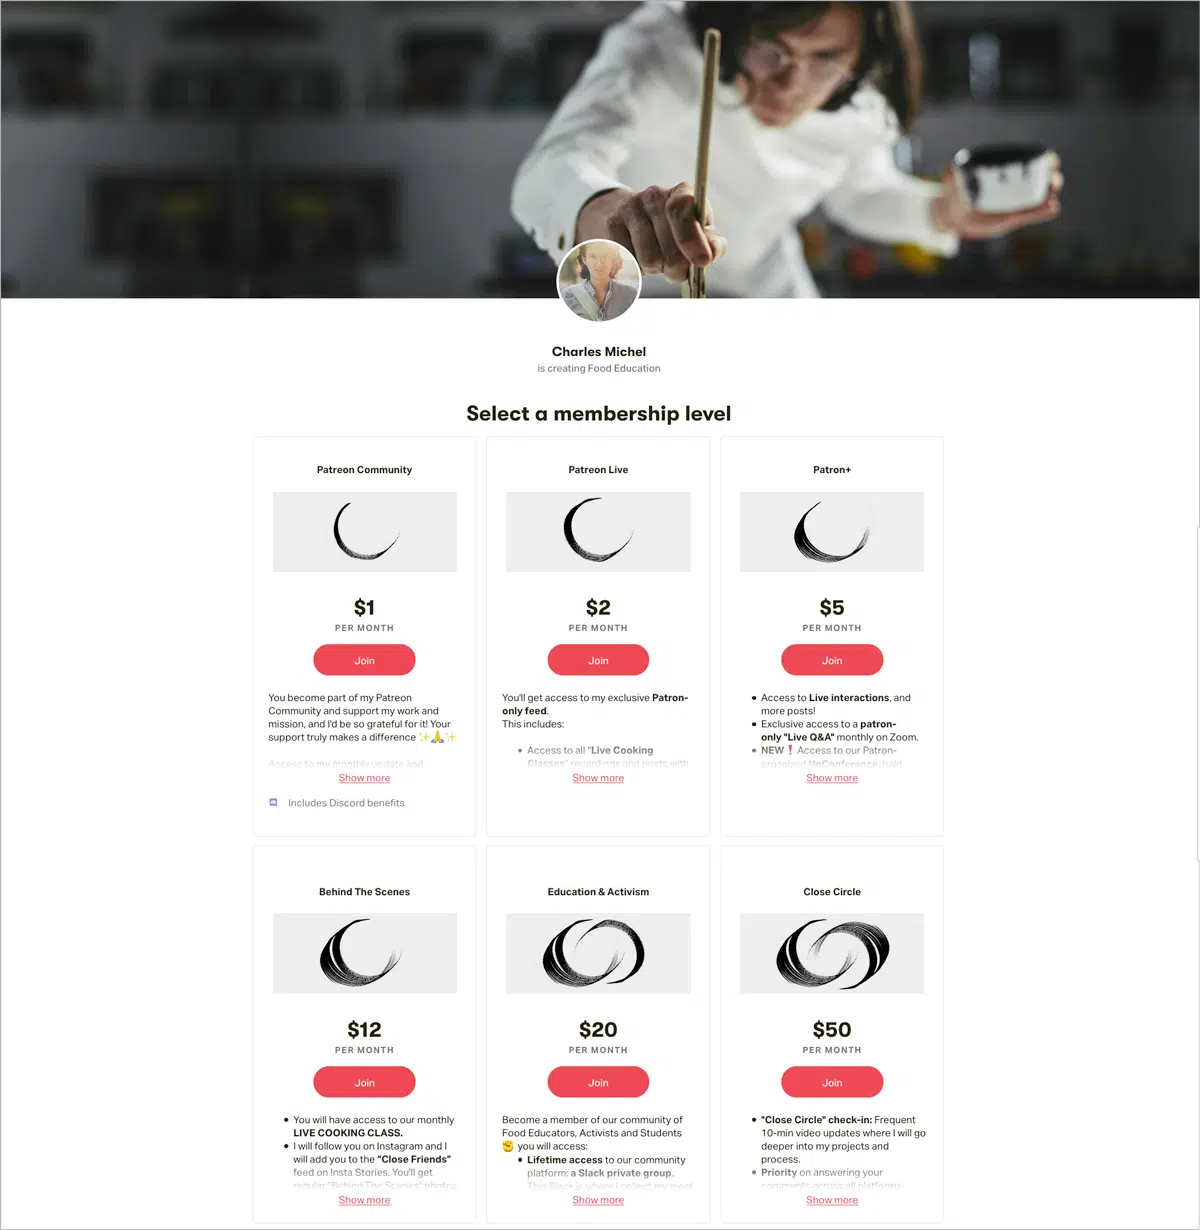 Charles Michel
is creating Food Education
Select a membership level
Patreon Community
$1
PER MONTH
Join
You become part of my Patreon
Community and support my work and
mission, and I'd be so grateful for it! Your
support truly makes a difference ✨🙏✨
Access to my monthly update and
Show more
Includes Discord benefits
Patreon Live
$2
PER MONTH
Join
You'll get access to my exclusive Patron-
only feed.
This includes:
• Access to all "Live Cooking
Classes" recordings and posts with
Show more
Patron+
$5
PER MONTH
Join
• Access to Live interactions, and
more posts!
• Exclusive access to a patron-
only "Live Q&A" monthly on Zoom.
• NEW❗ Access to our Patron-
organized UnConference, held
Show more
Behind The Scenes
$12
PER MONTH
Join
• You will have access to our monthly
LIVE COOKING CLASS.
• I will follow you on Instagram and I
will add you to the "Close Friends"
feed on Insta Stories. You'll get
regular "Behind The Scenes" photos
Show more
Education & Activism
$20
PER MONTH
Join
Become a member of our community of
Food Educators, Activists and Students
✊ you will access:
• Lifetime access to our community
platform: a Slack private group.
This Slack is where I collect my most
Show more
Close Circle
$50
PER MONTH
Join
• "Close Circle" check-in: Frequent
10-min video updates where I will go
deeper into my projects and
process.
• Priority on answering your
comments across all platforms
Show more